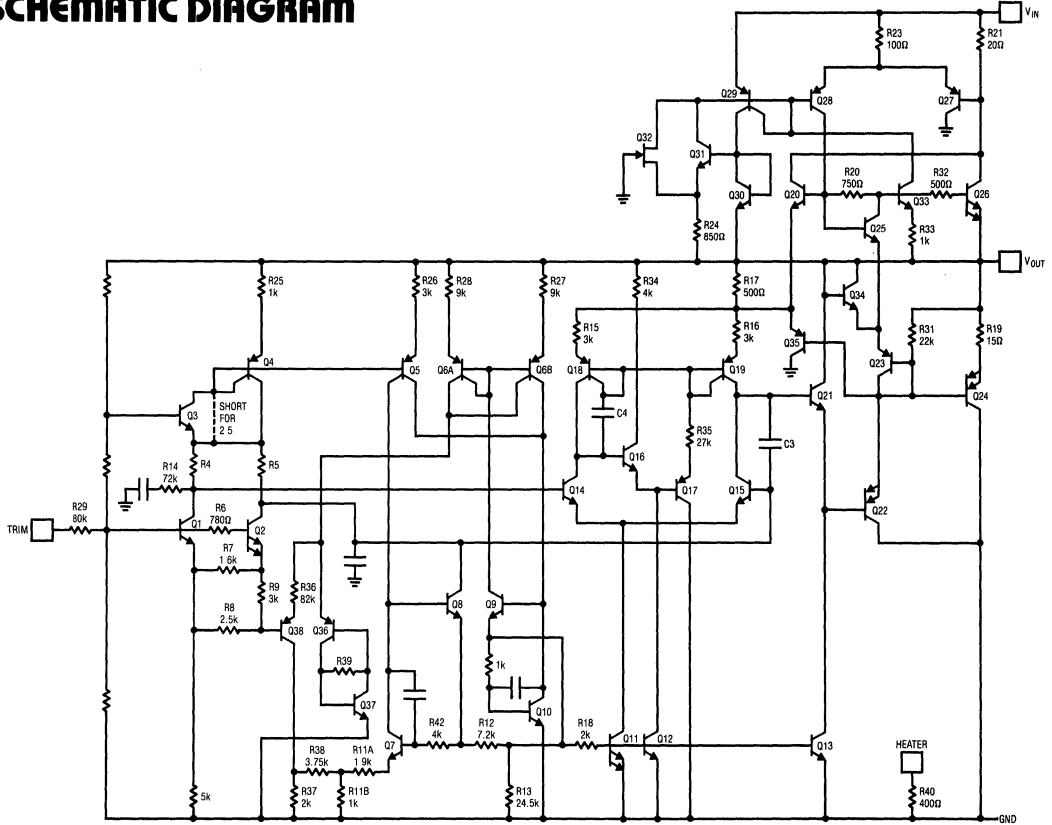 SCHEMATIC DIAGRAM
VIN
R23
100Ω
R21
20Ω
Q29
Q28
Q27
Q32
Q31
Q30
Q20
R20
750Ω
R32
500Ω
Q26
Q33
R24
850Ω
Q25
R33
1k
VOUT
R25
1k
R26
3k
R28
9k
R27
9k
R34
4k
R17
500Ω
Q34
R15
3k
R16
3k
Q35
R31
22k
R19
15Ω
Q23
Q4
Q5
Q6A
Q6B
Q18
Q19
Q21
Q24
SHORT
FOR
2 5
Q3
C4
R35
27k
C3
R14
72k
R4
R5
Q16
Q14
Q17
Q15
Q22
TRIM
R29
80k
Q1
R6
780Ω
Q2
R7
1 6k
R9
3k
R36
82k
Q8
Q9
R8
2.5k
Q38
Q36
R39
1k
Q37
Q10
R42
4k
R12
7.2k
R18
2k
Q7
Q11
Q12
Q13
HEATER
R38
3.75k
R11A
1 9k
5k
R37
2k
R11B
1k
R13
24.5k
R40
400Ω
GND